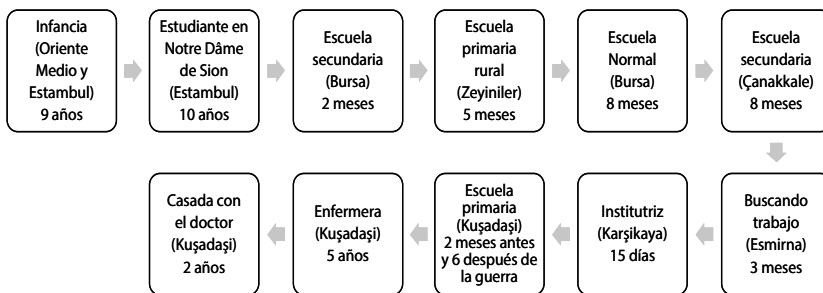 Infancia
(Oriente
Medio y
Estambul)
9 años
Estudiante en
Notre Dâme
de Sion
(Estambul)
10 años
Escuela
secundaria
(Bursa)
2 meses
Escuela
primaria
rural
(Zeyiniler)
5 meses
Escuela
Normal
(Bursa)
8 meses
Escuela
secundaria
(Çanakkale)
8 meses
Buscando
trabajo
(Esmirna)
3 meses
Institutriz
(Karşikaya)
15 días
Escuela
primaria
(Kuşadaşi)
2 meses antes
y 6 después de
la guerra
Enfermera
(Kuşadaşi)
5 años
Casada con
el doctor
(Kuşadaşi)
2 años